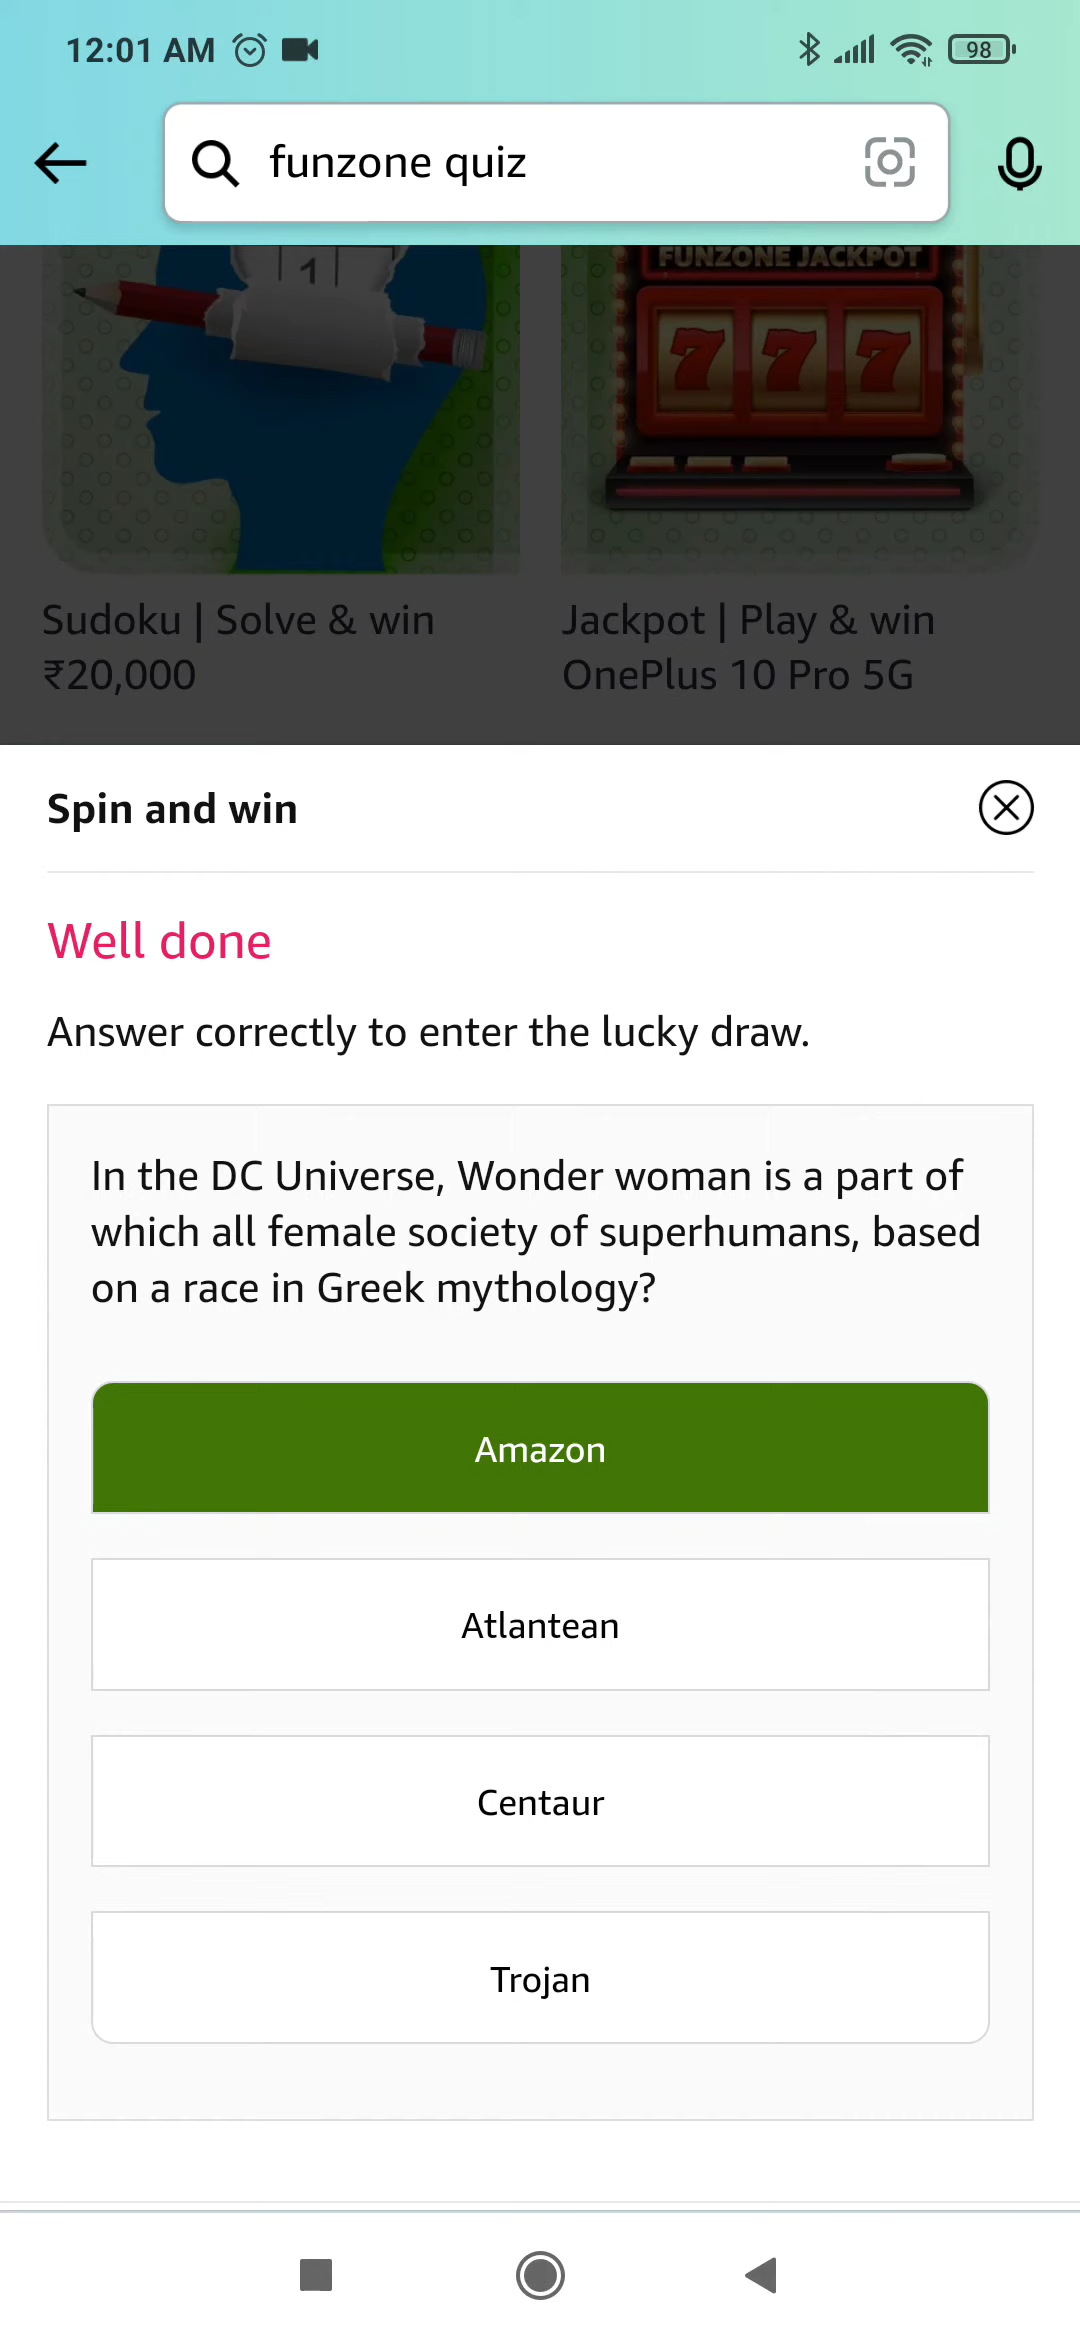 12:01 AM
98
funzone quiz
1
FUNZONE JACKPOT
7 7 7
Sudoku | Solve & win
₹20,000
Jackpot | Play & win
OnePlus 10 Pro 5G
Spin and win
Well done
Answer correctly to enter the lucky draw.
In the DC Universe, Wonder woman is a part of
which all female society of superhumans, based
on a race in Greek mythology?
Amazon
Atlantean
Centaur
Trojan